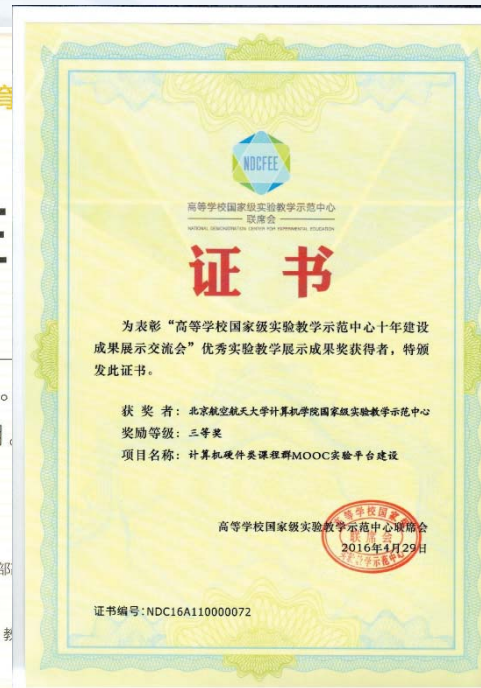 NDCFEE
高等学校国家级实验教学示范中心
联席会
NATIONAL DEMONSTRATION CENTER FOR EXPERIMENTAL EDUCATION
证 书
为表彰“高等学校国家级实验教学示范中心十年建设
成果展示交流会”优秀实验教学展示成果奖获得者，特颁
发此证书。
获 奖 者：北京航空航天大学计算机学院国家级实验教学示范中心
奖励等级：三等奖
项目名称：计算机硬件类课程群MOOC实验平台建设
高等学校国家级实验教学示范中心联席会
2016年4月29日
证书编号：NDC16A110000072
育
部
教